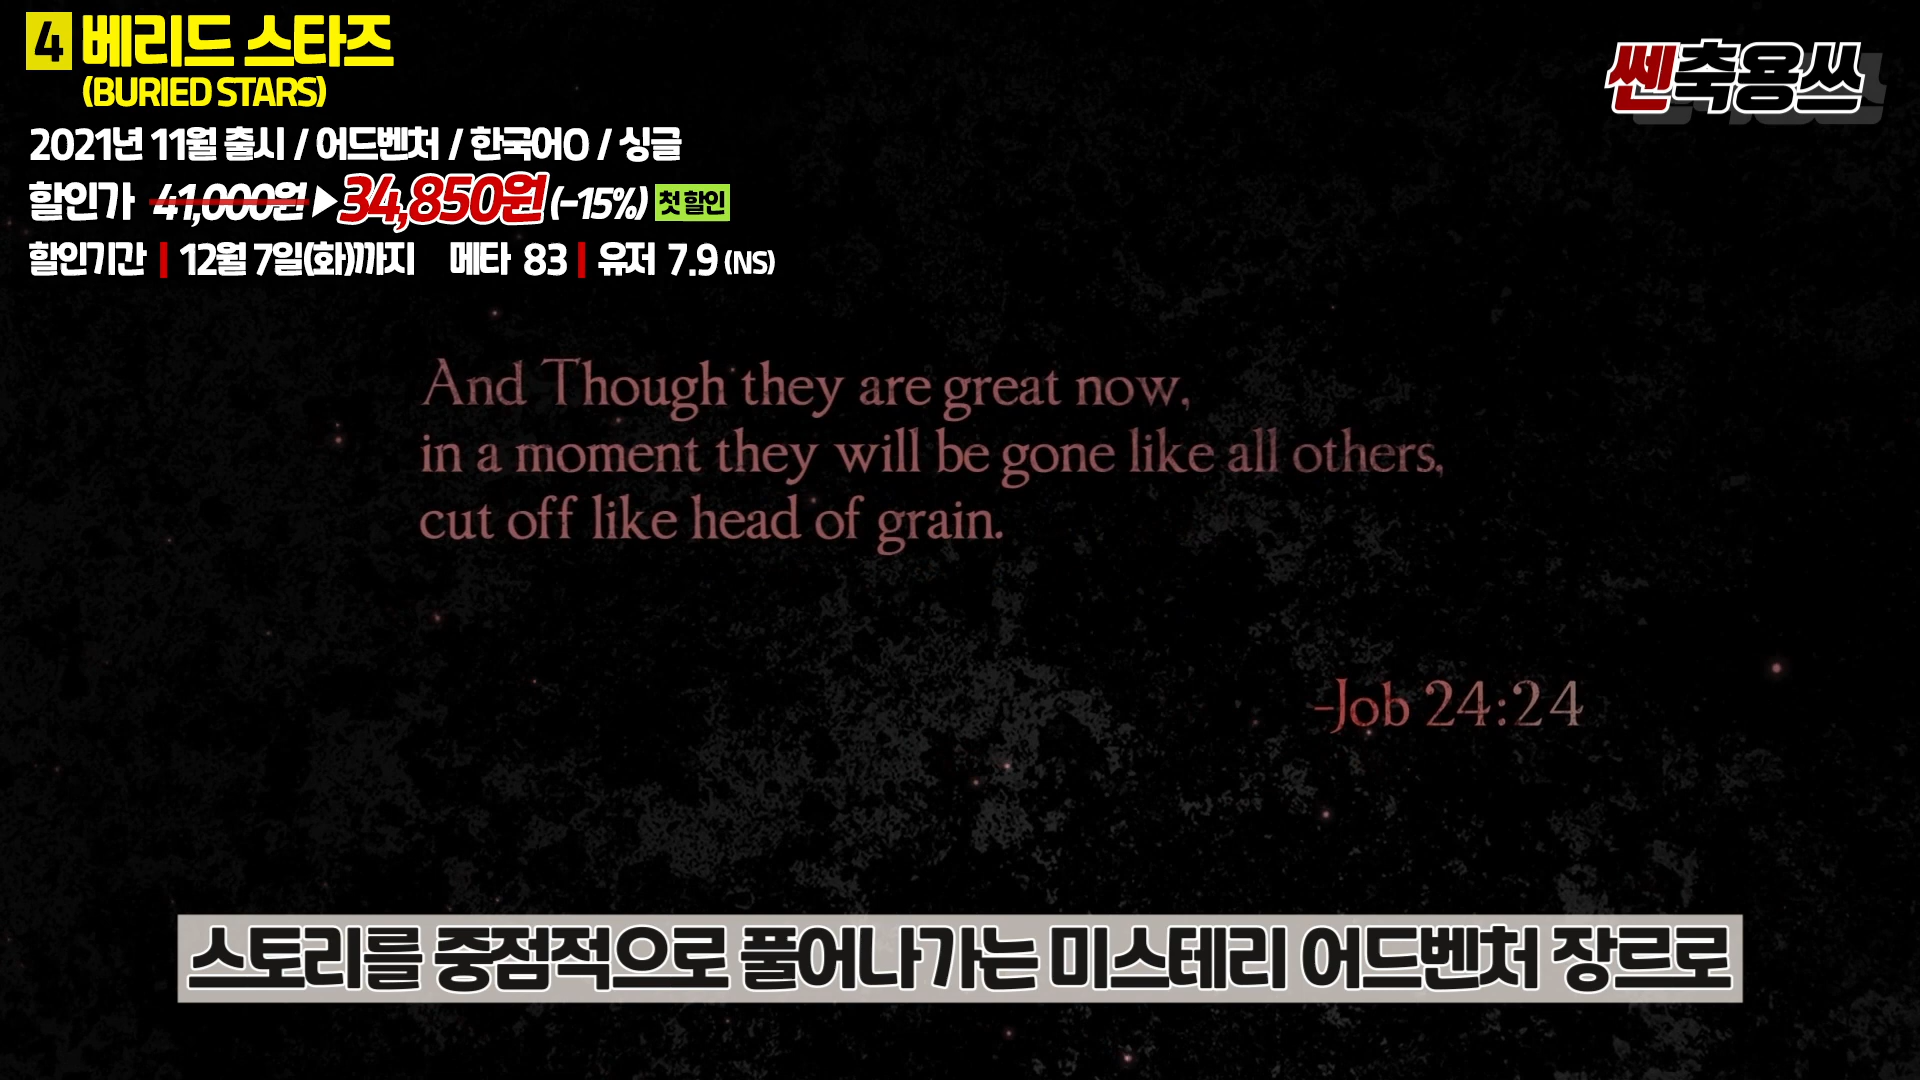 4 베리드 스타즈
(BURIED STARS)
2021년 11월 출시 / 어드벤처 / 한국어O / 싱글
할인가 41,000원 ▶ 34,850원 (-15%) 첫 할인
할인기간 | 12월 7일(화)까지 메타 83 | 유저 7.9 (NS)
쎈축용쓰
And Though they are great now,
in a moment they will be gone like all others,
cut off like head of grain.
-Job 24:24
스토리를 중점적으로 풀어나가는 미스테리 어드벤처 장르로